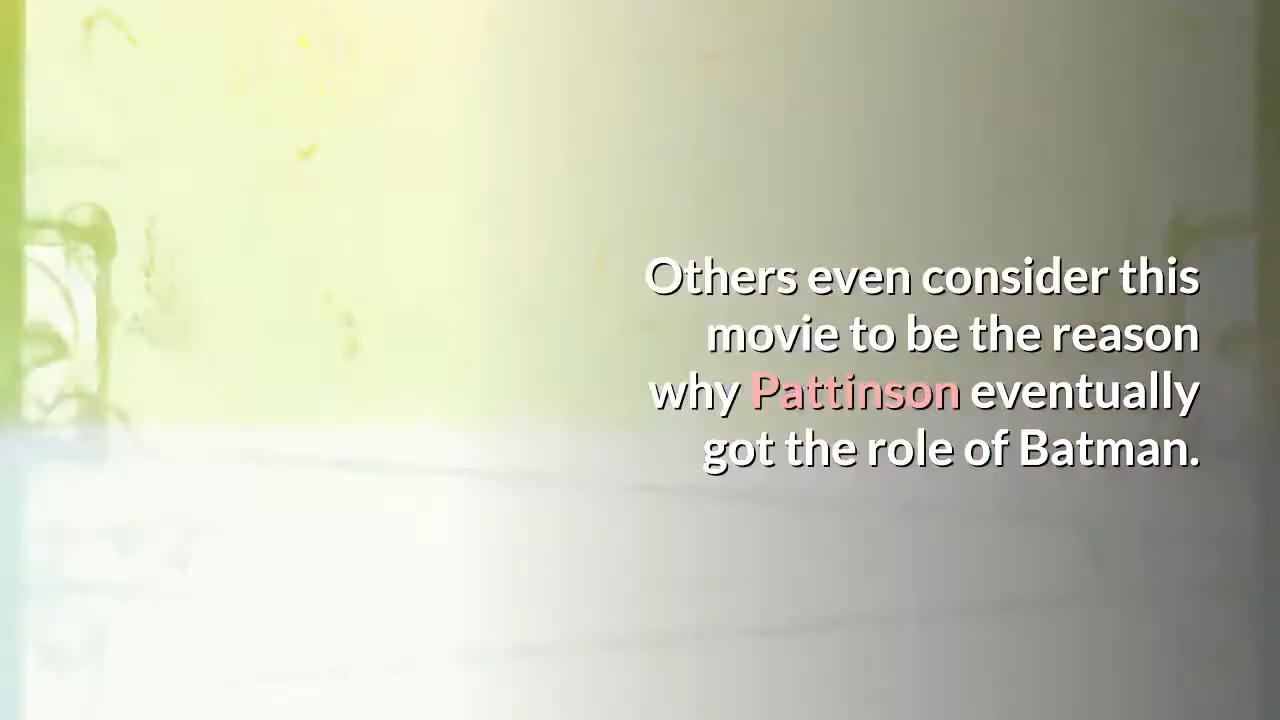 Others even consider this
movie to be the reason
why Pattinson eventually
got the role of Batman.